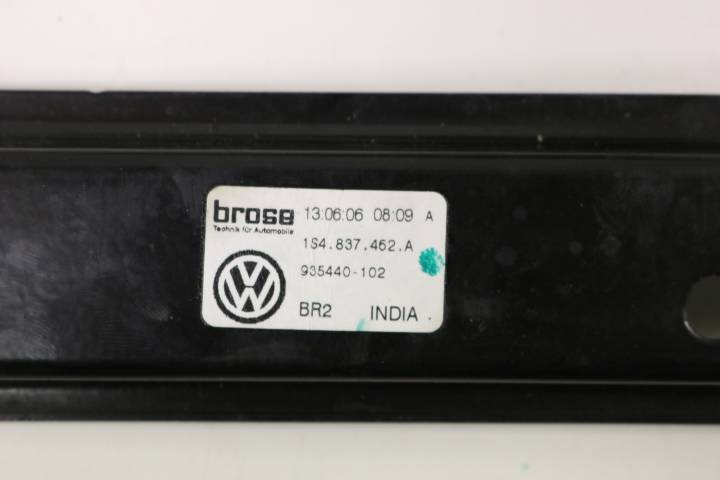 brose 13:06:06 08:09 A
Technik für Automobile
1S4.837.462.A
935440-102
BR2 INDIA